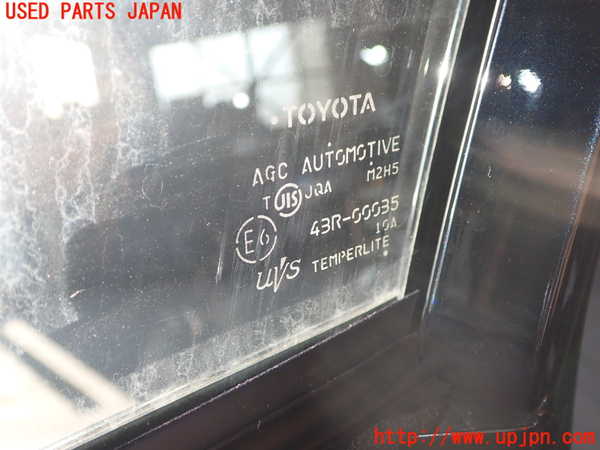 USED PARTS JAPAN
TOYOTA
AGC AUTOMOTIVE
T JIS JQA M2H5
E6 43R-00035
10A
UVS TEMPERLITE
http://www.upjpn.com/